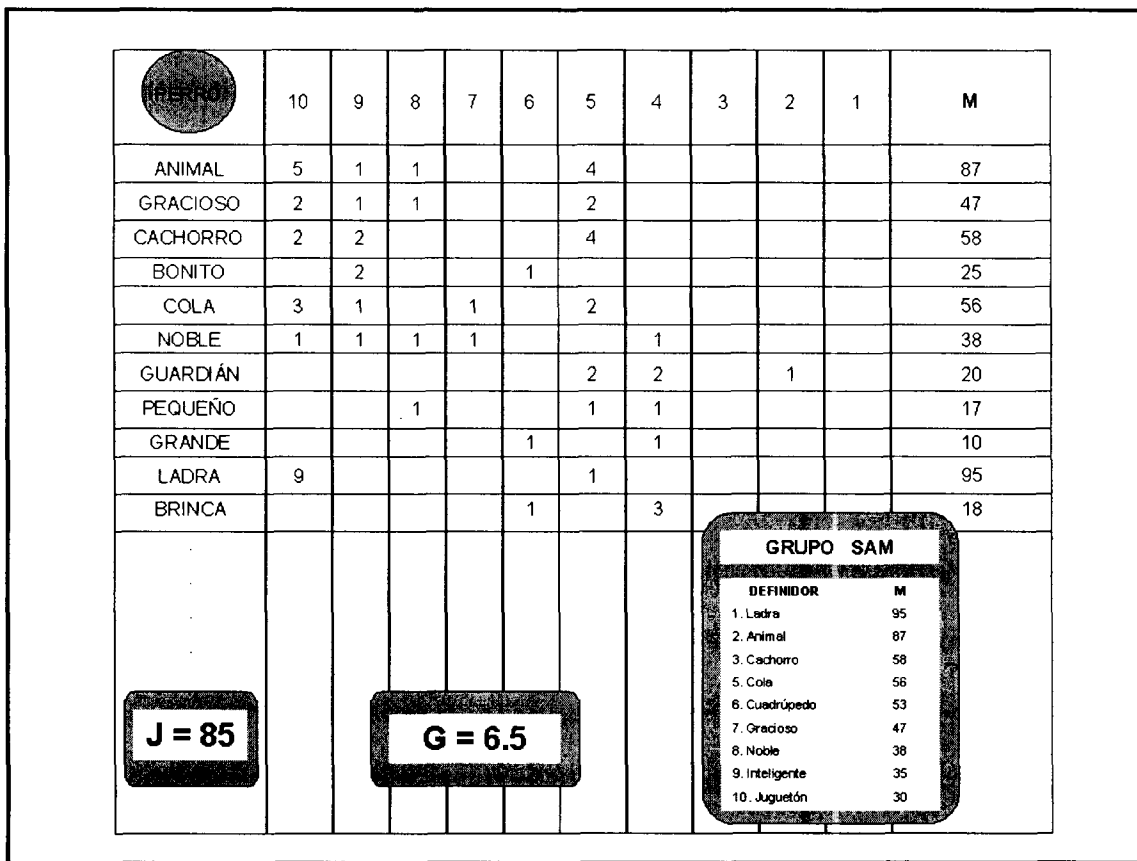 PERRO 10 9 8 7 6 5 4 3 2 1 M
ANIMAL 5 1 1 4 87
GRACIOSO 2 1 1 2 47
CACHORRO 2 2 4 58
BONITO 2 1 25
COLA 3 1 1 2 56
NOBLE 1 1 1 1 1 38
GUARDIÁN 2 2 1 20
PEQUEÑO 1 1 1 17
GRANDE 1 1 10
LADRA 9 1 95
BRINCA 1 3 18
GRUPO SAM
DEFINIDOR M
1. Ladra 95
2. Animal 87
3. Cachorro 58
5. Cola 56
6. Cuadrúpedo 53
7. Gracioso 47
8. Noble 38
9. Inteligente 35
10. Juguetón 30
J = 85
G = 6.5